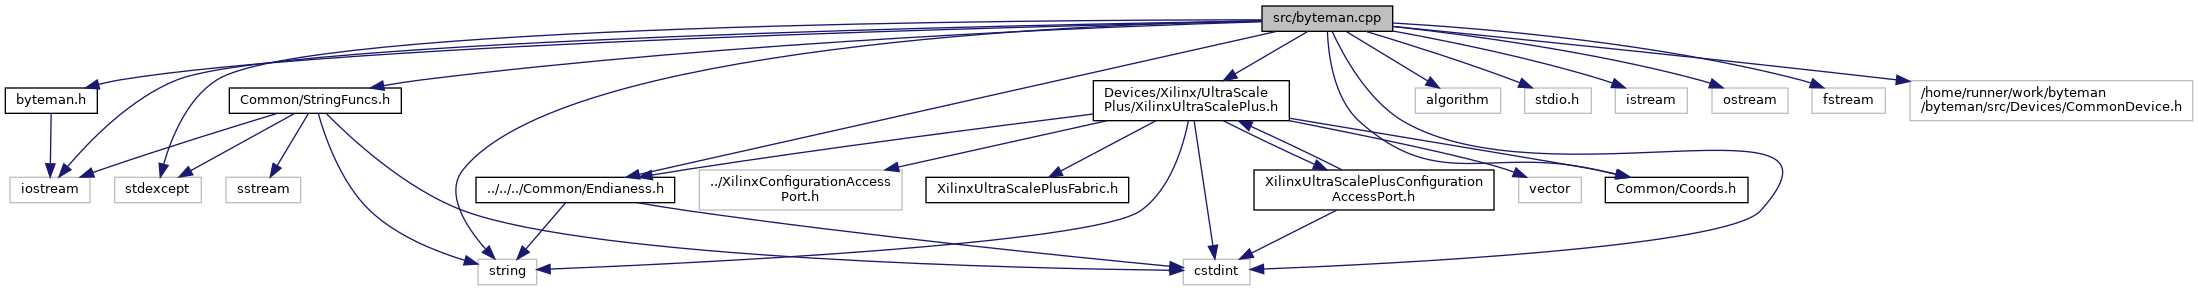 src/byteman.cpp
byteman.h
Common/StringFuncs.h
Devices/Xilinx/UltraScale
Plus/XilinxUltraScalePlus.h
algorithm
stdio.h
istream
ostream
fstream
/home/runner/work/byteman
/byteman/src/Devices/CommonDevice.h
iostream
stdexcept
sstream
../../../Common/Endianess.h
../XilinxConfigurationAccess
Port.h
XilinxUltraScalePlusFabric.h
XilinxUltraScalePlusConfiguration
AccessPort.h
vector
Common/Coords.h
string
cstdint